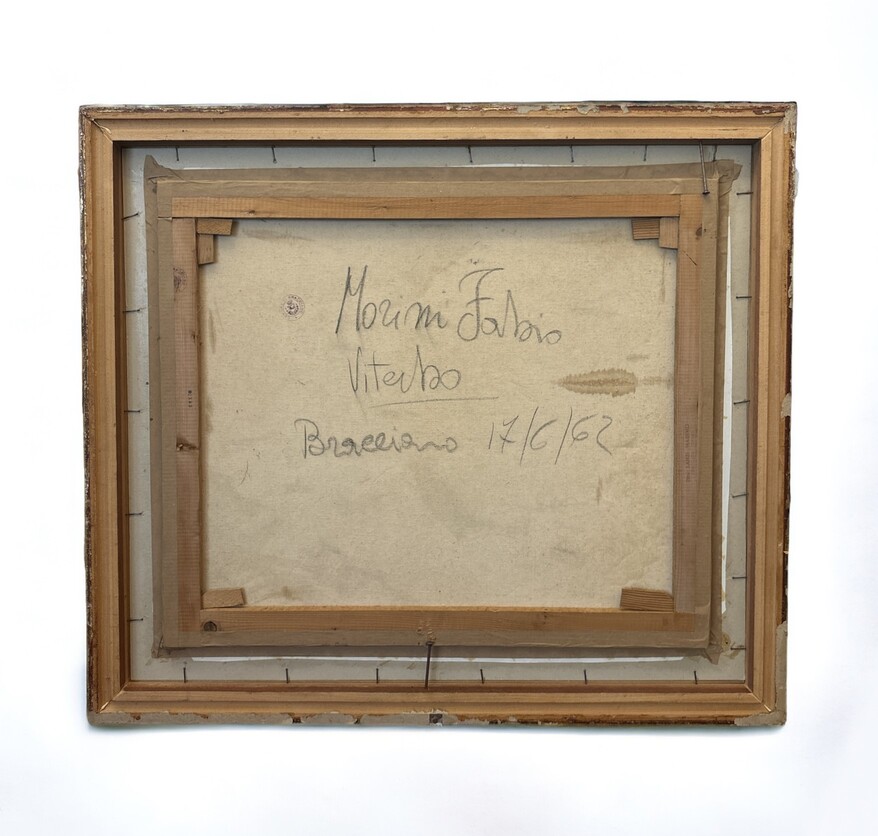 Morini Fabio
Viterbo
Bracciano 17/6/62